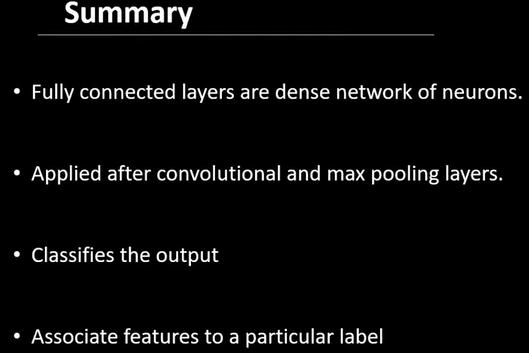 Summary
• Fully connected layers are dense network of neurons.
• Applied after convolutional and max pooling layers.
• Classifies the output
• Associate features to a particular label